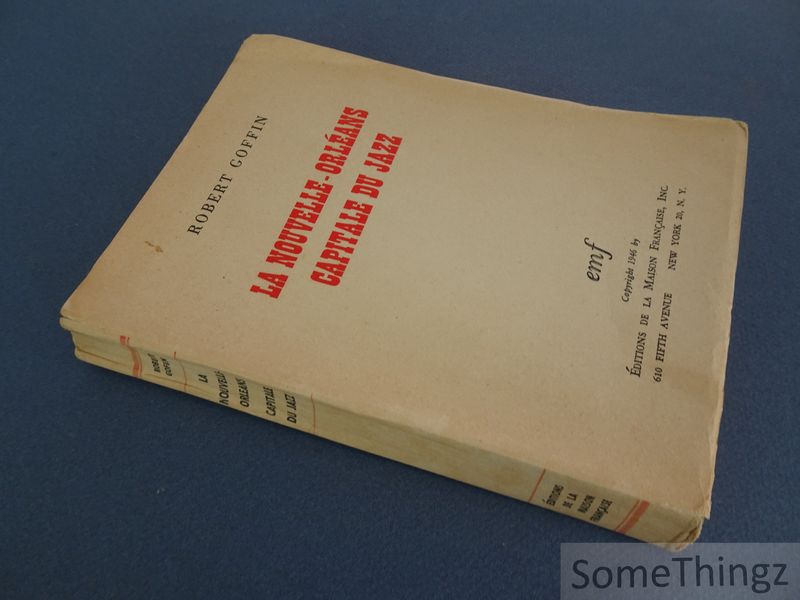 ROBERT GOFFIN
LA NOUVELLE-ORLÉANS
CAPITALE DU JAZZ
emf
Copyright 1946 by
ÉDITIONS DE LA MAISON FRANÇAISE, INC.
610 FIFTH AVENUE NEW YORK 20, N. Y.
ROBERT
GOFFIN
LA
NOUVELLE-
ORLÉANS
CAPITALE
DU JAZZ
ÉDITIONS
DE LA
MAISON
FRANÇAISE
SomeThingz